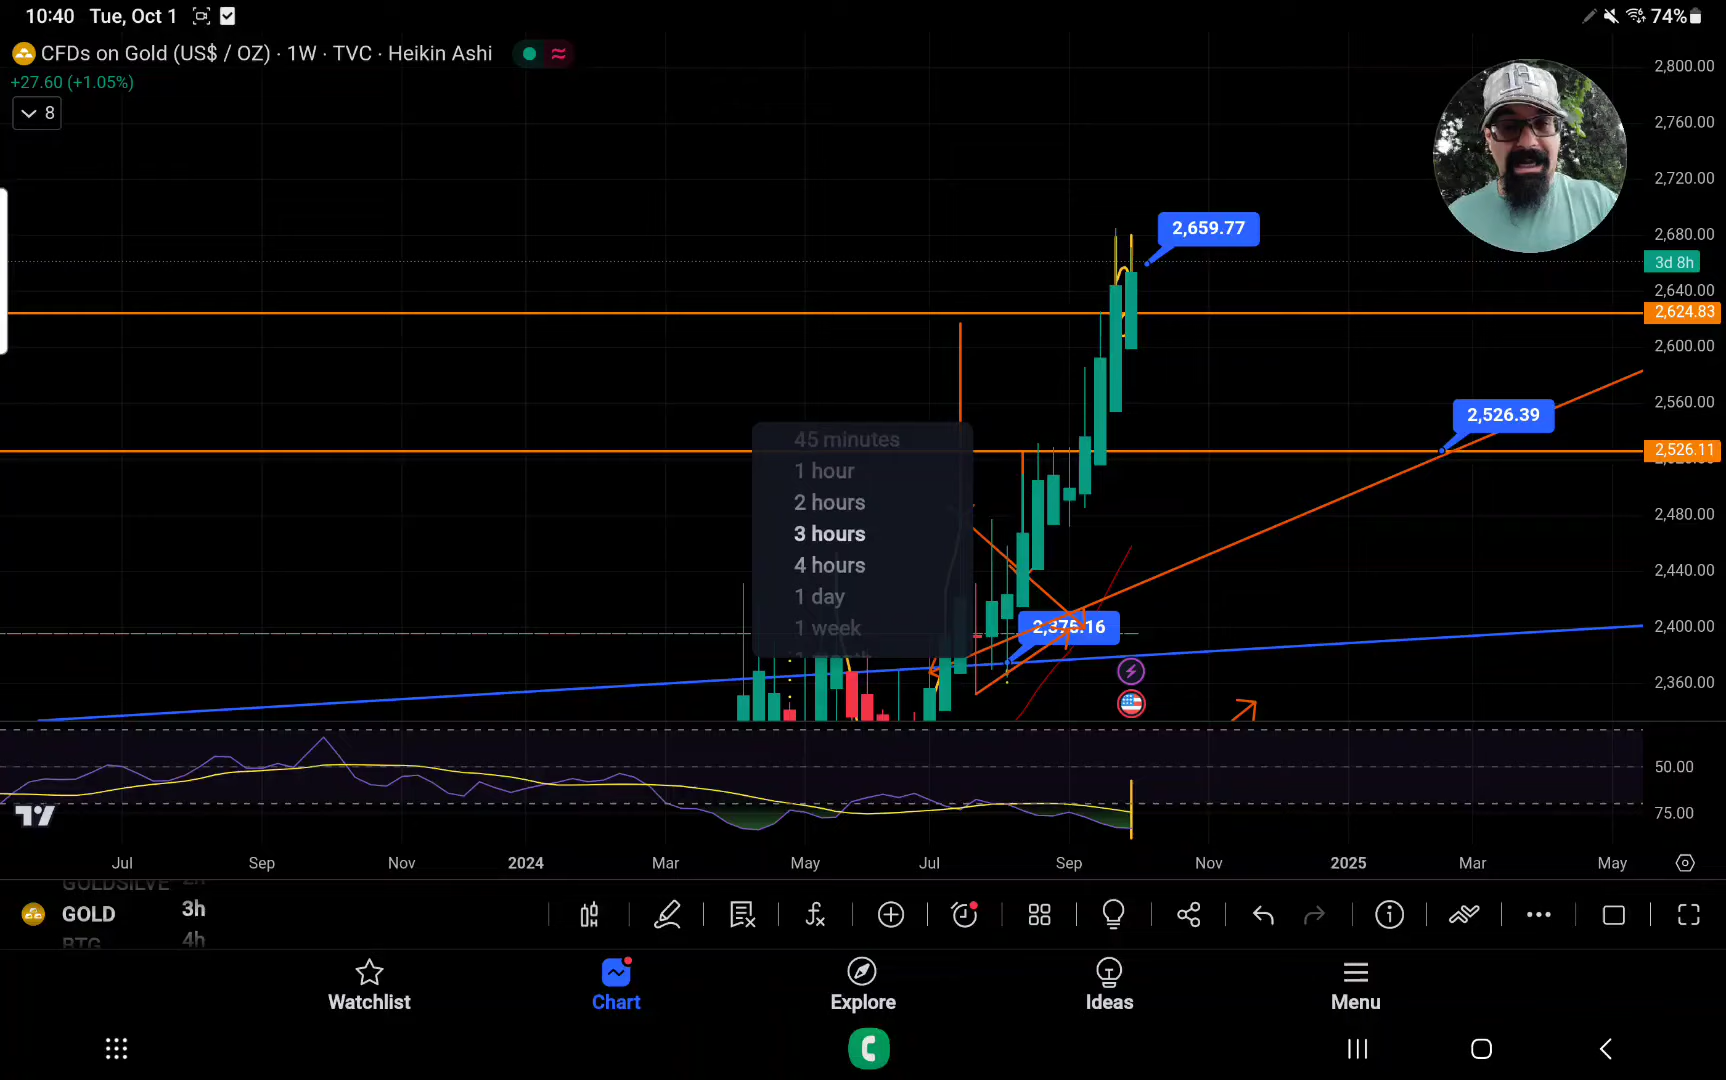 10:40 Tue, Oct 1
74%
CFDs on Gold (US$ / OZ) · 1W · TVC · Heikin Ashi
+27.60 (+1.05%)
8
2,800.00
2,760.00
2,720.00
2,680.00
3d 8h
2,640.00
2,624.83
2,600.00
2,560.00
2,526.11
2,480.00
2,440.00
2,400.00
2,360.00
2,659.77
2,526.39
2,375.16
45 minutes
1 hour
2 hours
3 hours
4 hours
1 day
1 week
50.00
75.00
Jul Sep Nov 2024 Mar May Jul Sep Nov 2025 Mar May
GOLDSILVE
GOLD 3h
BTG 4h
Watchlist Chart Explore Ideas Menu